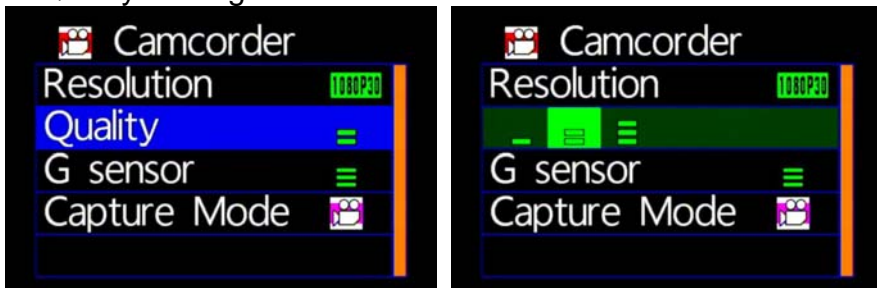 Camcorder
Resolution 1080P30
Quality
G sensor
Capture Mode
Camcorder
Resolution 1080P30
G sensor
Capture Mode